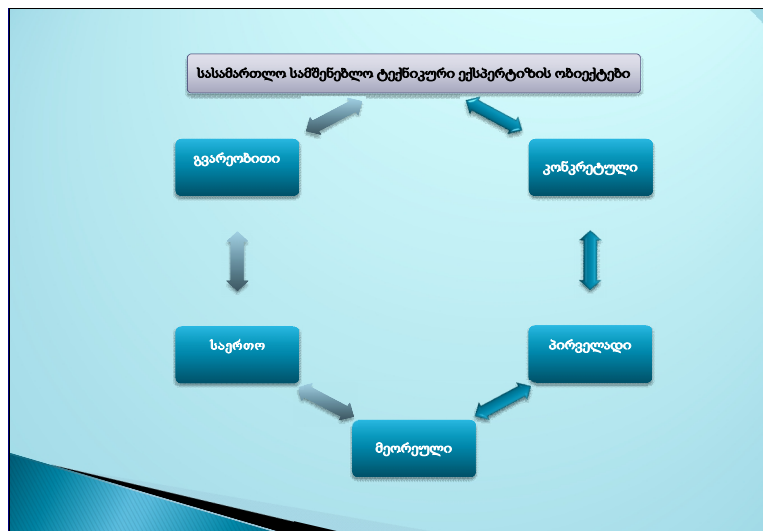 სასამართლო სამშენებლო ტექნიკური ექსპერტიზის ობიექტები
გვარეობითი
კონკრეტული
საერთო
პირველადი
მეორეული